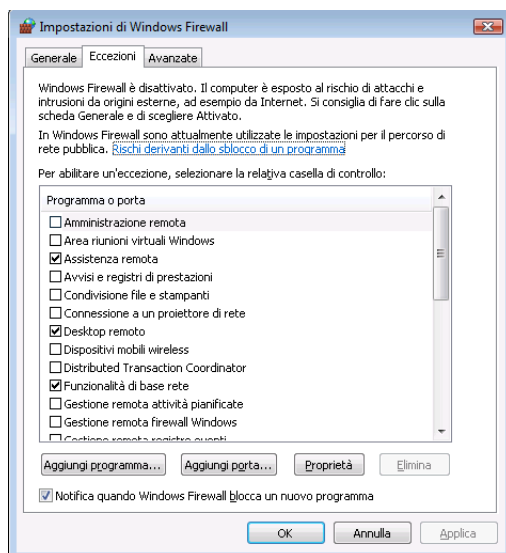 Impostazioni di Windows Firewall
Generale Eccezioni Avanzate
Windows Firewall è disattivato. Il computer è esposto al rischio di attacchi e
intrusioni da origini esterne, ad esempio da Internet. Si consiglia di fare clic sulla
scheda Generale e di scegliere Attivato.
In Windows Firewall sono attualmente utilizzate le impostazioni per il percorso di
rete pubblica. Rischi derivanti dallo sblocco di un programma
Per abilitare un'eccezione, selezionare la relativa casella di controllo:
Programma o porta
Amministrazione remota
Area riunioni virtuali Windows
Assistenza remota
Avvisi e registri di prestazioni
Condivisione file e stampanti
Connessione a un proiettore di rete
Desktop remoto
Dispositivi mobili wireless
Distributed Transaction Coordinator
Funzionalità di base rete
Gestione remota attività pianificate
Gestione remota firewall Windows
Gestione remota registro eventi
Aggiungi programma... Aggiungi porta... Proprietà Elimina
Notifica quando Windows Firewall blocca un nuovo programma
OK Annulla Applica